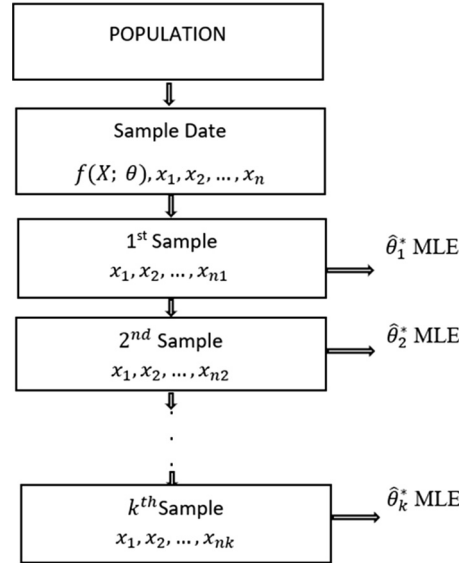 POPULATION
Sample Date
f(X; θ), x₁, x₂, …, xₙ
1ˢᵗ Sample
x₁, x₂, …, xₙ₁
θ̂₁* MLE
2ⁿᵈ Sample
x₁, x₂, …, xₙ₂
θ̂₂* MLE
.
.
.
kᵗʰ Sample
x₁, x₂, …, xₙₖ
θ̂ₖ* MLE